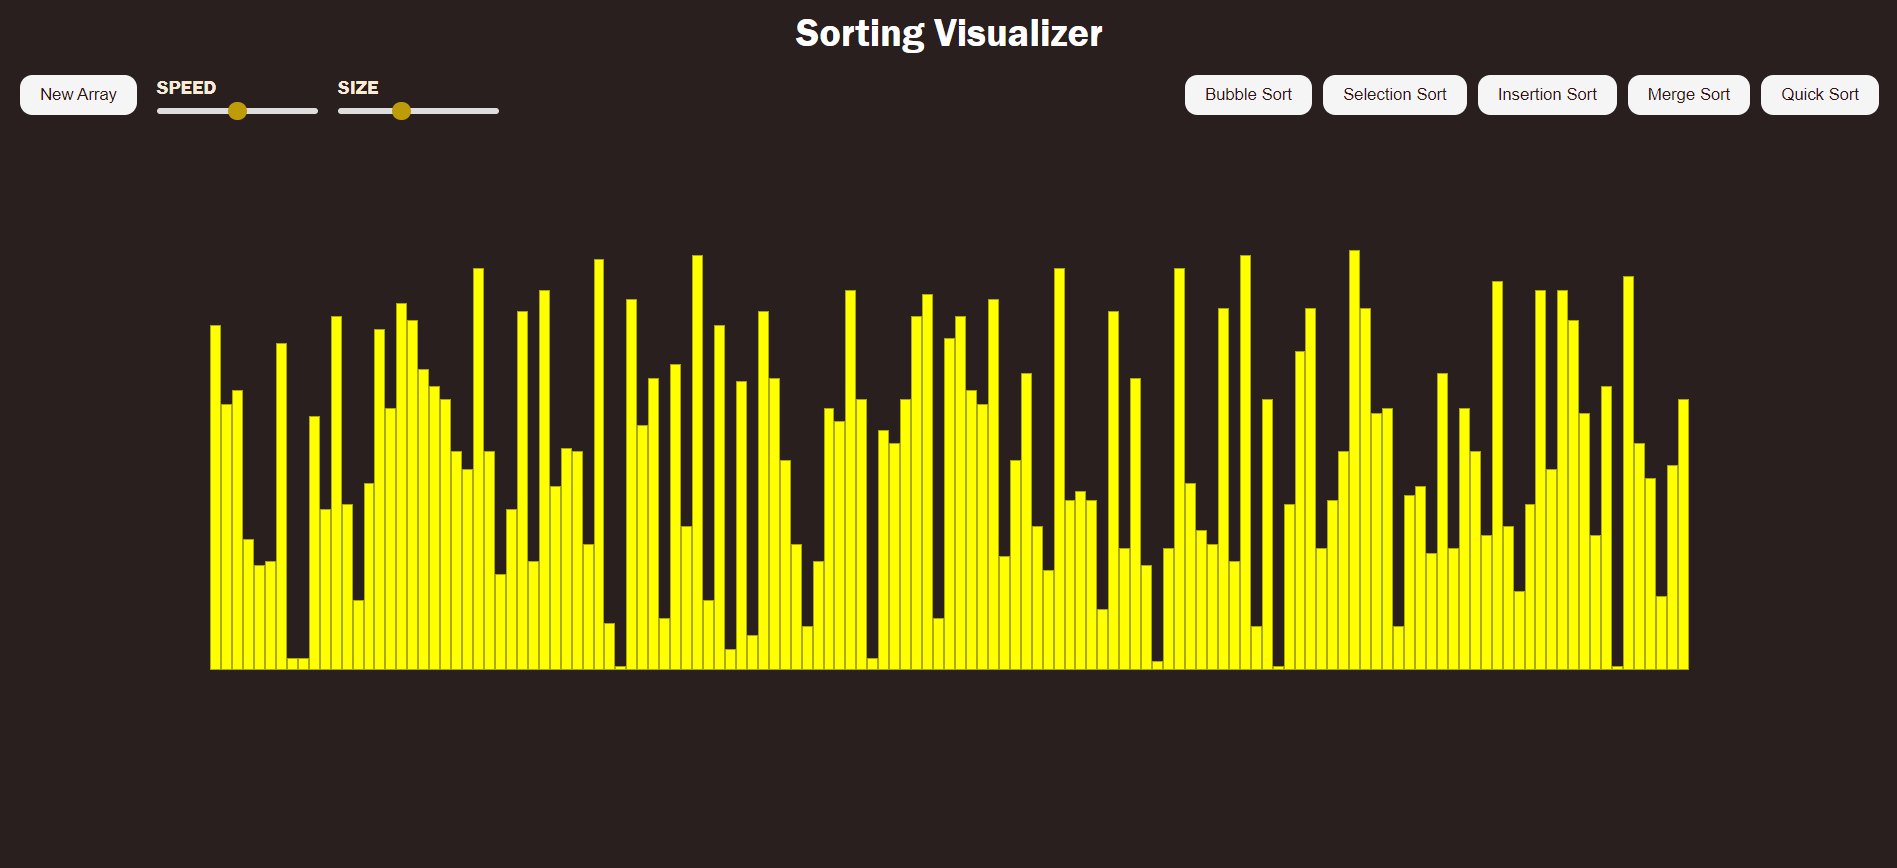 Sorting Visualizer
New Array
SPEED
SIZE
Bubble Sort
Selection Sort
Insertion Sort
Merge Sort
Quick Sort